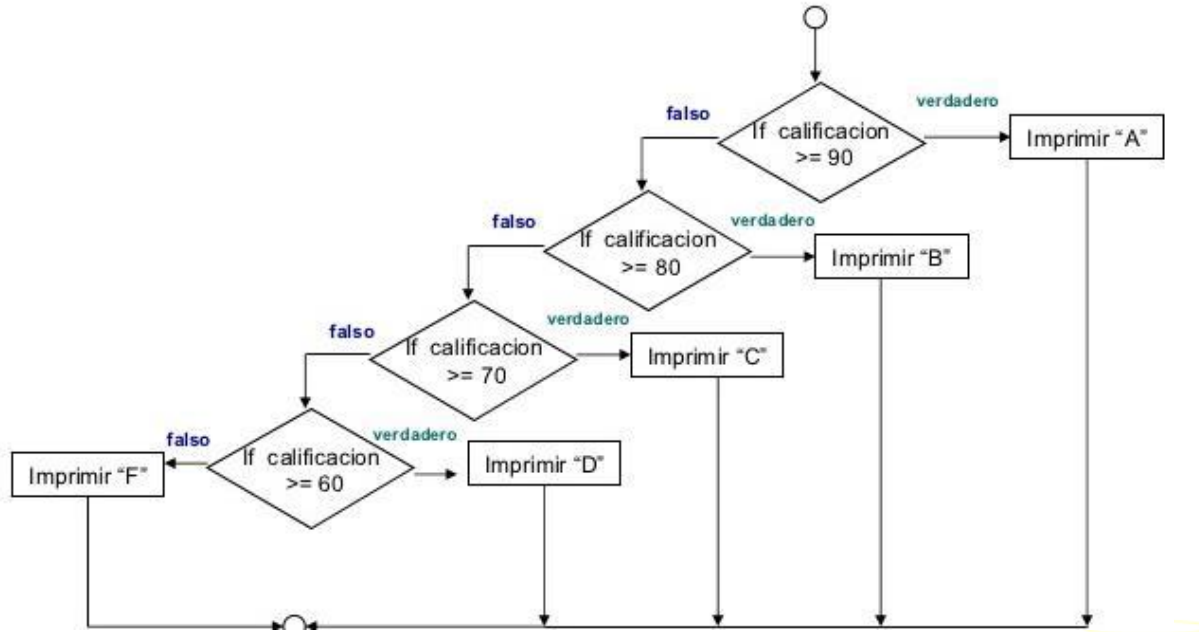 verdadero
falso
If calificacion
>= 90
Imprimir “A”
verdadero
falso
If calificacion
>= 80
Imprimir “B”
verdadero
falso
If calificacion
>= 70
Imprimir “C”
verdadero
falso
If calificacion
>= 60
Imprimir “D”
Imprimir “F”